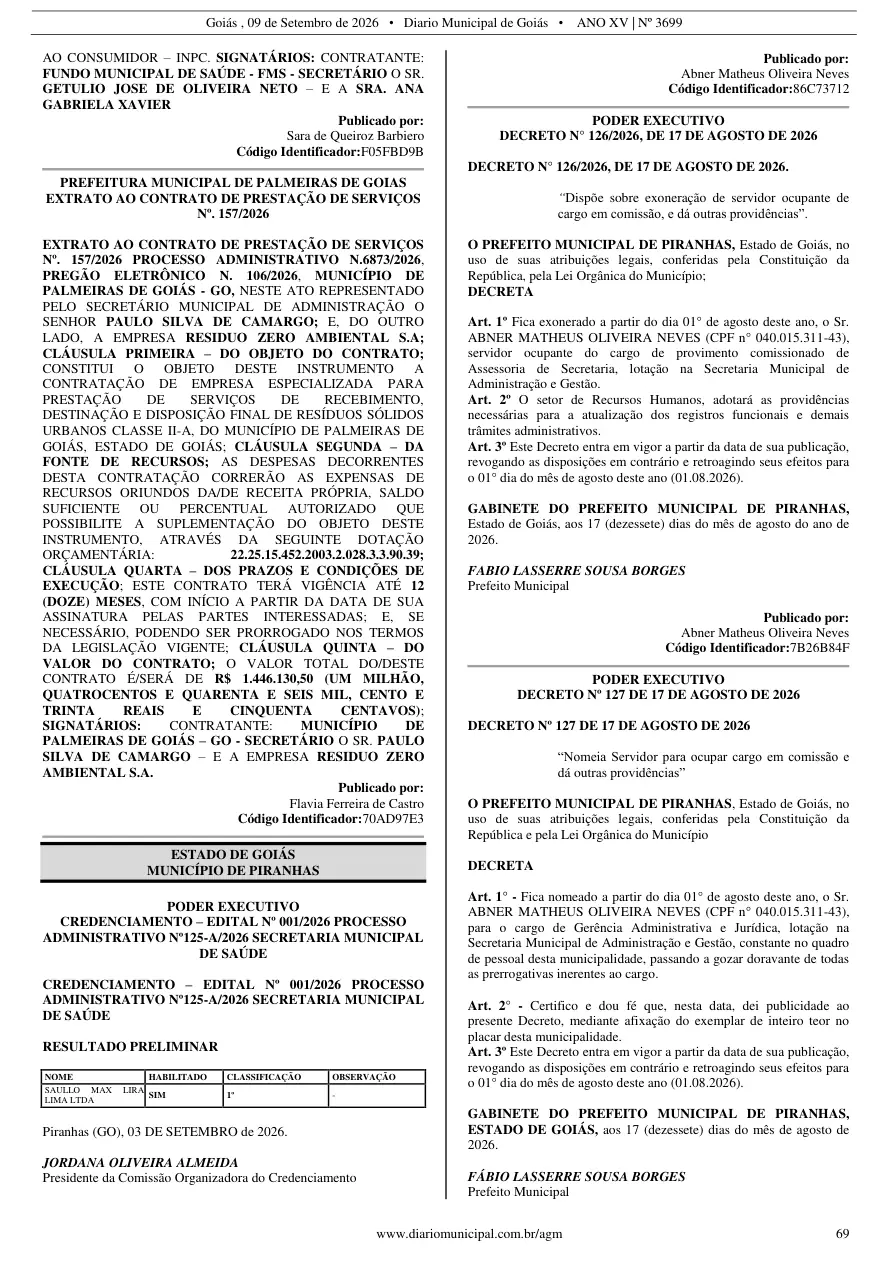 Goiás , 09 de Setembro de 2026 • Diario Municipal de Goiás • ANO XV | Nº 3699
AO CONSUMIDOR – INPC. SIGNATÁRIOS: CONTRATANTE:
FUNDO MUNICIPAL DE SAÚDE - FMS - SECRETÁRIO O SR.
GETULIO JOSE DE OLIVEIRA NETO – E A SRA. ANA
GABRIELA XAVIER
Publicado por:
Sara de Queiroz Barbiero
Código Identificador:F05FBD9B
PREFEITURA MUNICIPAL DE PALMEIRAS DE GOIAS
EXTRATO AO CONTRATO DE PRESTAÇÃO DE SERVIÇOS
Nº. 157/2026
EXTRATO AO CONTRATO DE PRESTAÇÃO DE SERVIÇOS
Nº. 157/2026 PROCESSO ADMINISTRATIVO N.6873/2026,
PREGÃO ELETRÔNICO N. 106/2026, MUNICÍPIO DE
PALMEIRAS DE GOIÁS - GO, NESTE ATO REPRESENTADO
PELO SECRETÁRIO MUNICIPAL DE ADMINISTRAÇÃO O
SENHOR PAULO SILVA DE CAMARGO; E, DO OUTRO
LADO, A EMPRESA RESIDUO ZERO AMBIENTAL S.A;
CLÁUSULA PRIMEIRA – DO OBJETO DO CONTRATO;
CONSTITUI O OBJETO DESTE INSTRUMENTO A
CONTRATAÇÃO DE EMPRESA ESPECIALIZADA PARA
PRESTAÇÃO DE SERVIÇOS DE RECEBIMENTO,
DESTINAÇÃO E DISPOSIÇÃO FINAL DE RESÍDUOS SÓLIDOS
URBANOS CLASSE II-A, DO MUNICÍPIO DE PALMEIRAS DE
GOIÁS, ESTADO DE GOIÁS; CLÁUSULA SEGUNDA – DA
FONTE DE RECURSOS; AS DESPESAS DECORRENTES
DESTA CONTRATAÇÃO CORRERÃO AS EXPENSAS DE
RECURSOS ORIUNDOS DA/DE RECEITA PRÓPRIA, SALDO
SUFICIENTE OU PERCENTUAL AUTORIZADO QUE
POSSIBILITE A SUPLEMENTAÇÃO DO OBJETO DESTE
INSTRUMENTO, ATRAVÉS DA SEGUINTE DOTAÇÃO
ORÇAMENTÁRIA: 22.25.15.452.2003.2.028.3.3.90.39;
CLÁUSULA QUARTA – DOS PRAZOS E CONDIÇÕES DE
EXECUÇÃO; ESTE CONTRATO TERÁ VIGÊNCIA ATÉ 12
(DOZE) MESES, COM INÍCIO A PARTIR DA DATA DE SUA
ASSINATURA PELAS PARTES INTERESSADAS; E, SE
NECESSÁRIO, PODENDO SER PRORROGADO NOS TERMOS
DA LEGISLAÇÃO VIGENTE; CLÁUSULA QUINTA – DO
VALOR DO CONTRATO; O VALOR TOTAL DO/DESTE
CONTRATO É/SERÁ DE R$ 1.446.130,50 (UM MILHÃO,
QUATROCENTOS E QUARENTA E SEIS MIL, CENTO E
TRINTA REAIS E CINQUENTA CENTAVOS);
SIGNATÁRIOS: CONTRATANTE: MUNICÍPIO DE
PALMEIRAS DE GOIÁS – GO - SECRETÁRIO O SR. PAULO
SILVA DE CAMARGO – E A EMPRESA RESIDUO ZERO
AMBIENTAL S.A.
Publicado por:
Flavia Ferreira de Castro
Código Identificador:70AD97E3
ESTADO DE GOIÁS
MUNICÍPIO DE PIRANHAS
PODER EXECUTIVO
CREDENCIAMENTO – EDITAL Nº 001/2026 PROCESSO
ADMINISTRATIVO Nº125-A/2026 SECRETARIA MUNICIPAL
DE SAÚDE
CREDENCIAMENTO – EDITAL Nº 001/2026 PROCESSO
ADMINISTRATIVO Nº125-A/2026 SECRETARIA MUNICIPAL
DE SAÚDE
RESULTADO PRELIMINAR
NOME HABILITADO CLASSIFICAÇÃO OBSERVAÇÃO
SAULLO MAX LIRA
LIMA LTDA SIM 1º -
Piranhas (GO), 03 DE SETEMBRO de 2026.
JORDANA OLIVEIRA ALMEIDA
Presidente da Comissão Organizadora do Credenciamento
Publicado por:
Abner Matheus Oliveira Neves
Código Identificador:86C73712
PODER EXECUTIVO
DECRETO N° 126/2026, DE 17 DE AGOSTO DE 2026
DECRETO N° 126/2026, DE 17 DE AGOSTO DE 2026.
“Dispõe sobre exoneração de servidor ocupante de
cargo em comissão, e dá outras providências”.
O PREFEITO MUNICIPAL DE PIRANHAS, Estado de Goiás, no
uso de suas atribuições legais, conferidas pela Constituição da
República, pela Lei Orgânica do Município;
DECRETA
Art. 1º Fica exonerado a partir do dia 01° de agosto deste ano, o Sr.
ABNER MATHEUS OLIVEIRA NEVES (CPF n° 040.015.311-43),
servidor ocupante do cargo de provimento comissionado de
Assessoria de Secretaria, lotação na Secretaria Municipal de
Administração e Gestão.
Art. 2º O setor de Recursos Humanos, adotará as providências
necessárias para a atualização dos registros funcionais e demais
trâmites administrativos.
Art. 3º Este Decreto entra em vigor a partir da data de sua publicação,
revogando as disposições em contrário e retroagindo seus efeitos para
o 01° dia do mês de agosto deste ano (01.08.2026).
GABINETE DO PREFEITO MUNICIPAL DE PIRANHAS,
Estado de Goiás, aos 17 (dezessete) dias do mês de agosto do ano de
2026.
FABIO LASSERRE SOUSA BORGES
Prefeito Municipal
Publicado por:
Abner Matheus Oliveira Neves
Código Identificador:7B26B84F
PODER EXECUTIVO
DECRETO Nº 127 DE 17 DE AGOSTO DE 2026
DECRETO Nº 127 DE 17 DE AGOSTO DE 2026
“Nomeia Servidor para ocupar cargo em comissão e
dá outras providências”
O PREFEITO MUNICIPAL DE PIRANHAS, Estado de Goiás, no
uso de suas atribuições legais, conferidas pela Constituição da
República e pela Lei Orgânica do Município
DECRETA
Art. 1° - Fica nomeado a partir do dia 01° de agosto deste ano, o Sr.
ABNER MATHEUS OLIVEIRA NEVES (CPF n° 040.015.311-43),
para o cargo de Gerência Administrativa e Jurídica, lotação na
Secretaria Municipal de Administração e Gestão, constante no quadro
de pessoal desta municipalidade, passando a gozar doravante de todas
as prerrogativas inerentes ao cargo.
Art. 2° - Certifico e dou fé que, nesta data, dei publicidade ao
presente Decreto, mediante afixação do exemplar de inteiro teor no
placar desta municipalidade.
Art. 3º Este Decreto entra em vigor a partir da data de sua publicação,
revogando as disposições em contrário e retroagindo seus efeitos para
o 01° dia do mês de agosto deste ano (01.08.2026).
GABINETE DO PREFEITO MUNICIPAL DE PIRANHAS,
ESTADO DE GOIÁS, aos 17 (dezessete) dias do mês de agosto de
2026.
FÁBIO LASSERRE SOUSA BORGES
Prefeito Municipal
www.diariomunicipal.com.br/agm 69